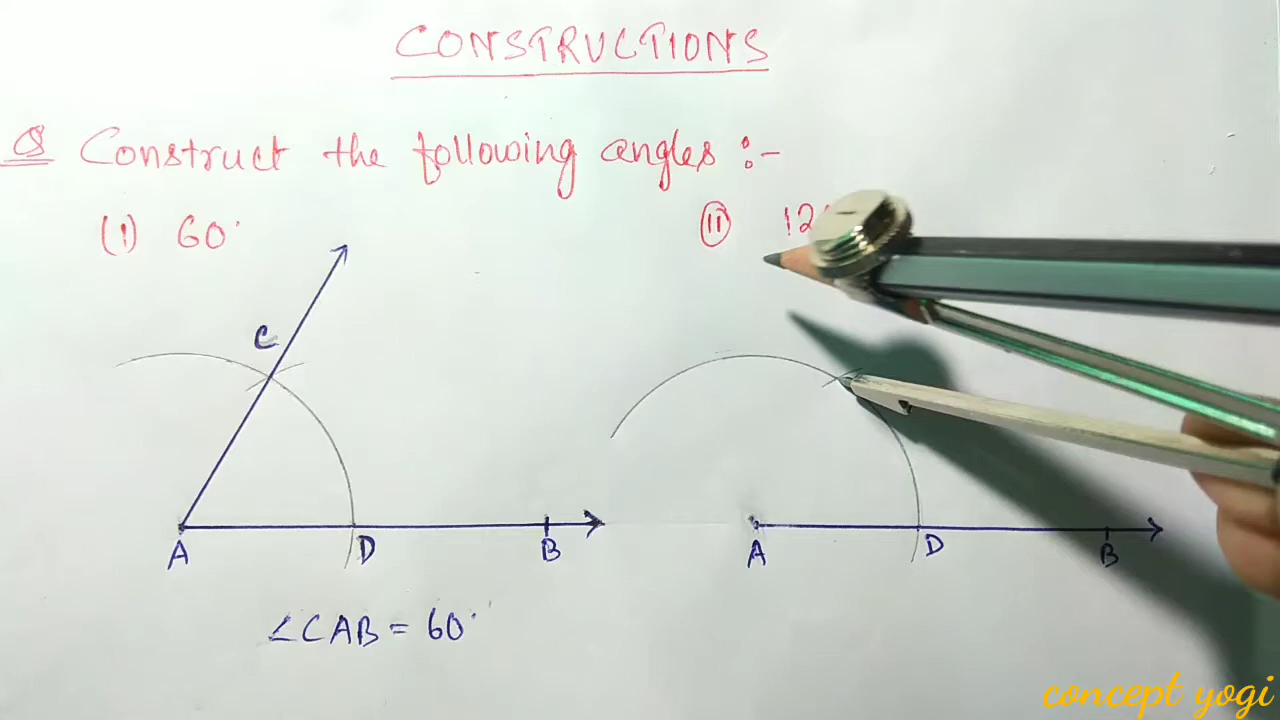 CONSTRUCTIONS
Q Construct the following angles :-
(i) 60°
(ii)
C
A D B
A D B
∠CAB = 60°
concept yogi